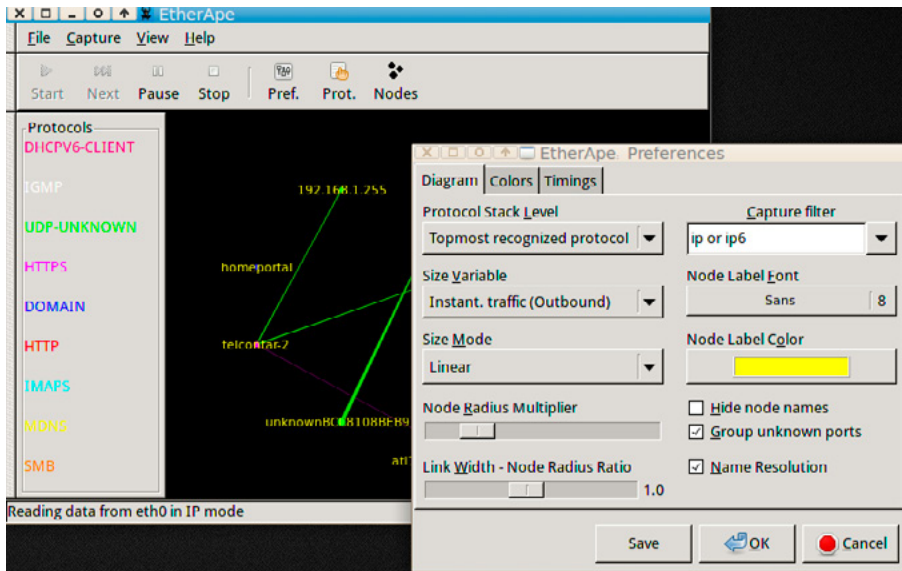 EtherApe
File Capture View Help
Start Next Pause Stop Pref. Prot. Nodes
Protocols
DHCPV6-CLIENT
IGMP
UDP-UNKNOWN
HTTPS
DOMAIN
HTTP
IMAPS
MDNS
SMB
192.168.1.255
homeportal
telcontar-2
Reading data from eth0 in IP mode
EtherApe. Preferences
Diagram Colors Timings
Protocol Stack Level
Topmost recognized protocol
Size Variable
Instant. traffic (Outbound)
Size Mode
Linear
Node Radius Multiplier
Link Width - Node Radius Ratio
1.0
Capture filter
ip or ip6
Node Label Font
Sans 8
Node Label Color
Hide node names
Group unknown ports
Name Resolution
Save OK Cancel